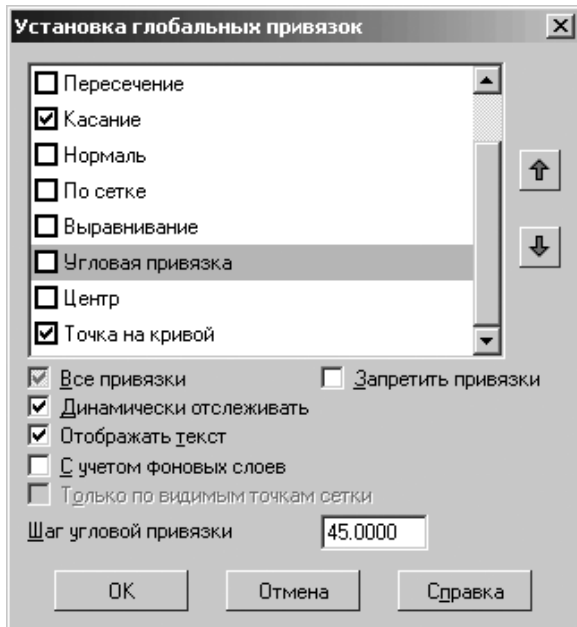 Установка глобальных привязок
Пересечение
Касание
Нормаль
По сетке
Выравнивание
Угловая привязка
Центр
Точка на кривой
Все привязки Запретить привязки
Динамически отслеживать
Отображать текст
С учетом фоновых слоев
Только по видимым точкам сетки
Шаг угловой привязки 45.0000
OK Отмена Справка